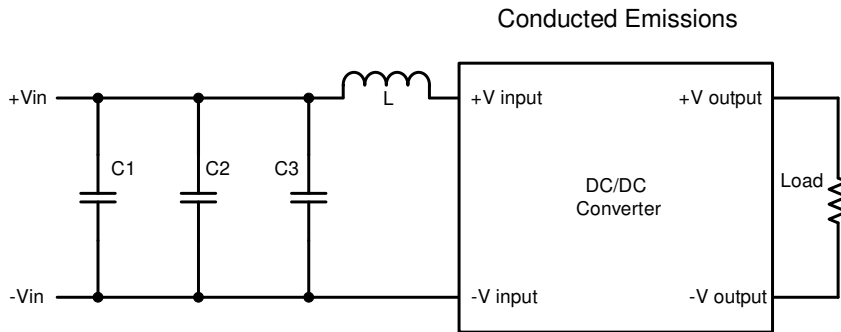 Conducted Emissions
+Vin
L
+V input
+V output
C1
C2
C3
DC/DC
Converter
Load
-Vin
-V input
-V output